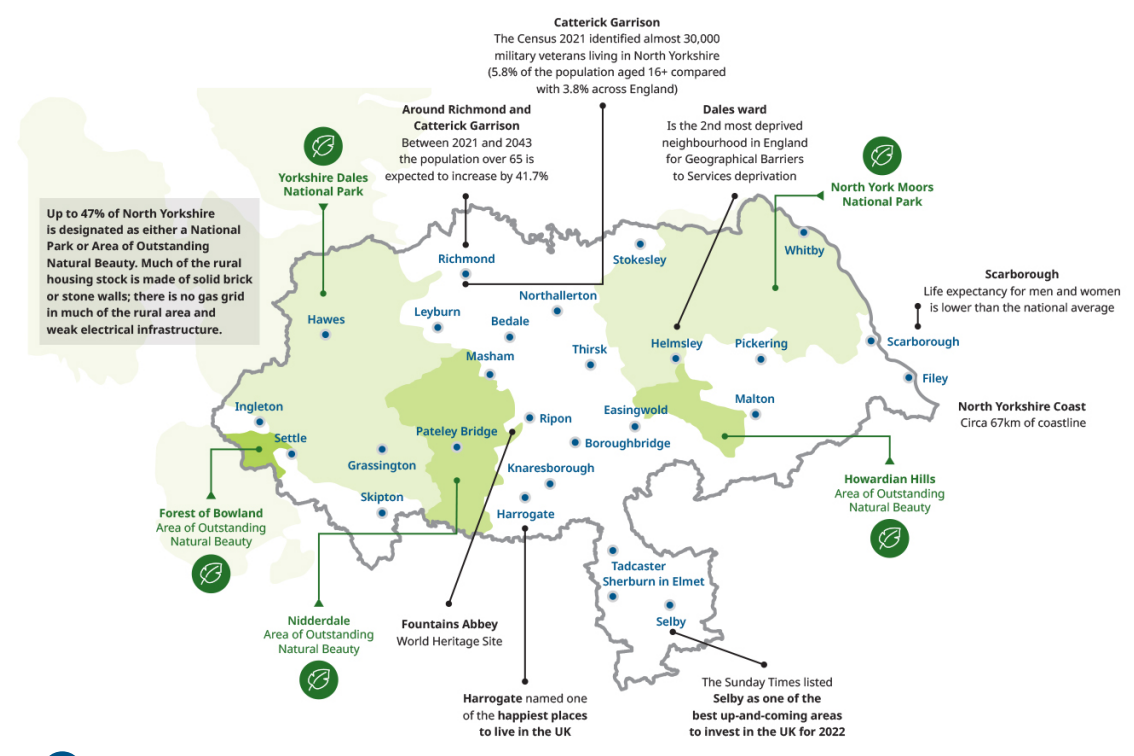 Catterick Garrison
The Census 2021 identified almost 30,000
military veterans living in North Yorkshire
(5.8% of the population aged 16+ compared
with 3.8% across England)
Around Richmond and
Catterick Garrison
Between 2021 and 2043
the population over 65 is
expected to increase by 41.7%
Dales ward
Is the 2nd most deprived
neighbourhood in England
for Geographical Barriers
to Services deprivation
Yorkshire Dales
National Park
North York Moors
National Park
Up to 47% of North Yorkshire
is designated as either a National
Park or Area of Outstanding
Natural Beauty. Much of the rural
housing stock is made of solid brick
or stone walls; there is no gas grid
in much of the rural area and
weak electrical infrastructure.
Richmond
Stokesley
Whitby
Scarborough
Life expectancy for men and women
is lower than the national average
Northallerton
Leyburn
Hawes
Bedale
Masham
Thirsk
Helmsley
Pickering
Scarborough
Filey
Ingleton
Settle
Pateley Bridge
Ripon
Easingwold
Malton
North Yorkshire Coast
Circa 67km of coastline
Boroughbridge
Grassington
Knaresborough
Skipton
Harrogate
Howardian Hills
Area of Outstanding
Natural Beauty
Forest of Bowland
Area of Outstanding
Natural Beauty
Tadcaster
Sherburn in Elmet
Selby
Nidderdale
Area of Outstanding
Natural Beauty
Fountains Abbey
World Heritage Site
Harrogate named one
of the happiest places
to live in the UK
The Sunday Times listed
Selby as one of the
best up-and-coming areas
to invest in the UK for 2022